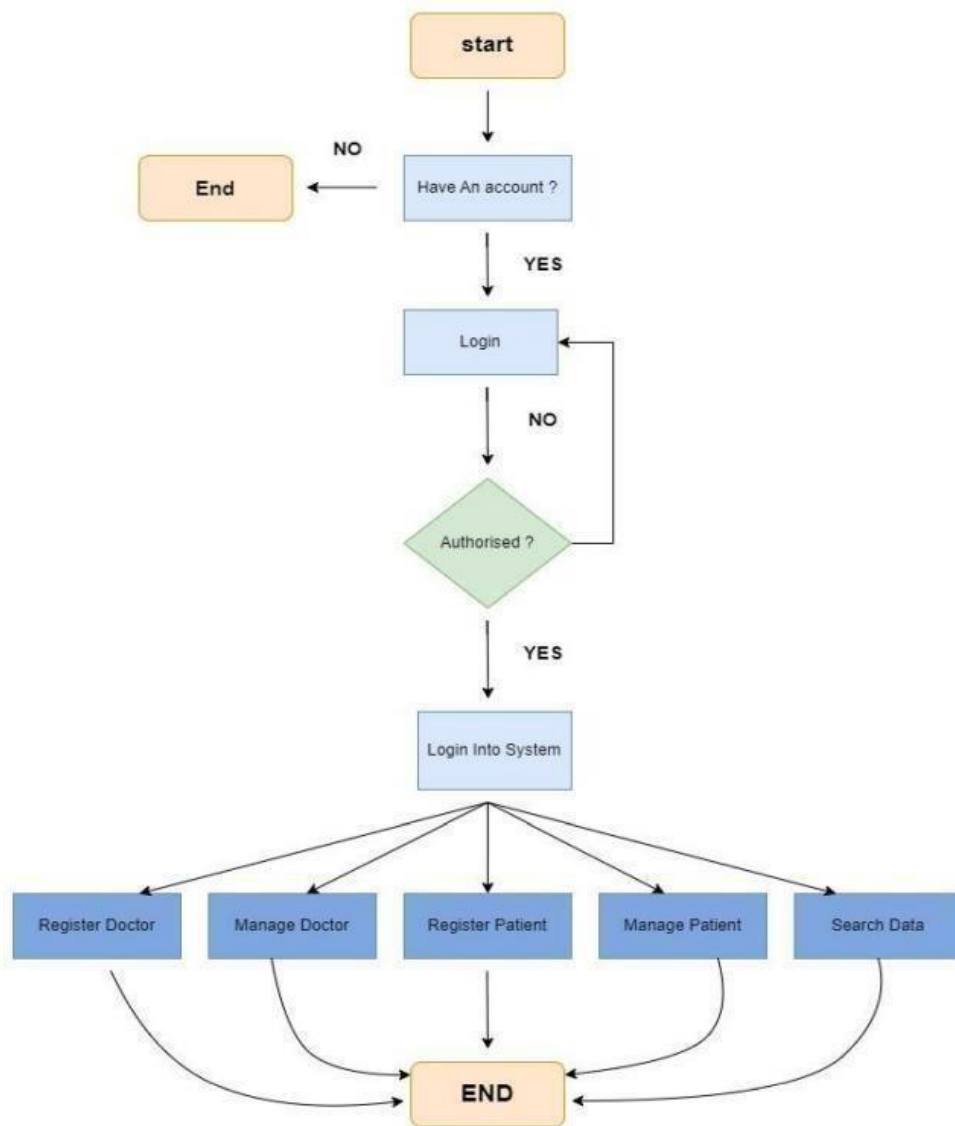 start
NO
End
Have An account ?
YES
Login
NO
Authorised ?
YES
Login Into System
Register Doctor
Manage Doctor
Register Patient
Manage Patient
Search Data
END